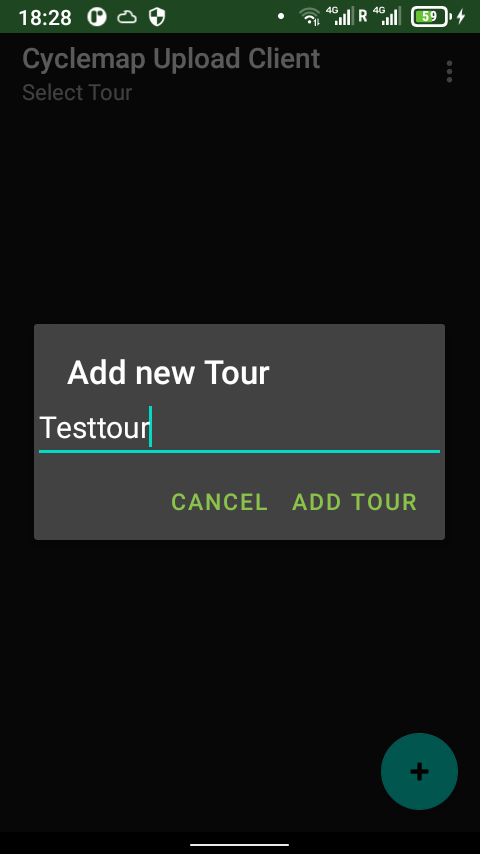 18:28 4G R 4G 59
Cyclemap Upload Client
Select Tour
Add new Tour
Testtour
CANCEL ADD TOUR